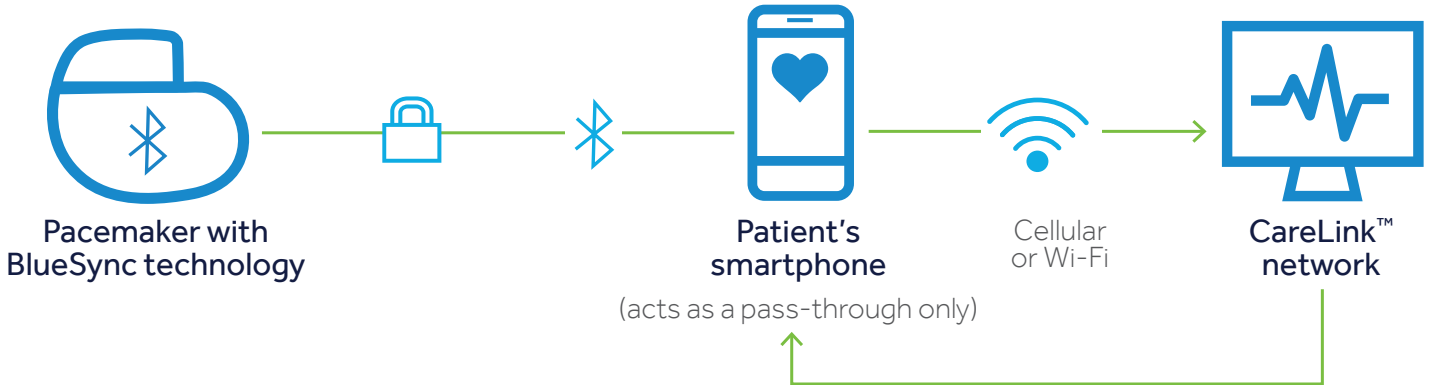 Pacemaker with
BlueSync technology
Patient's
smartphone
(acts as a pass-through only)
Cellular
or Wi-Fi
CareLink™
network